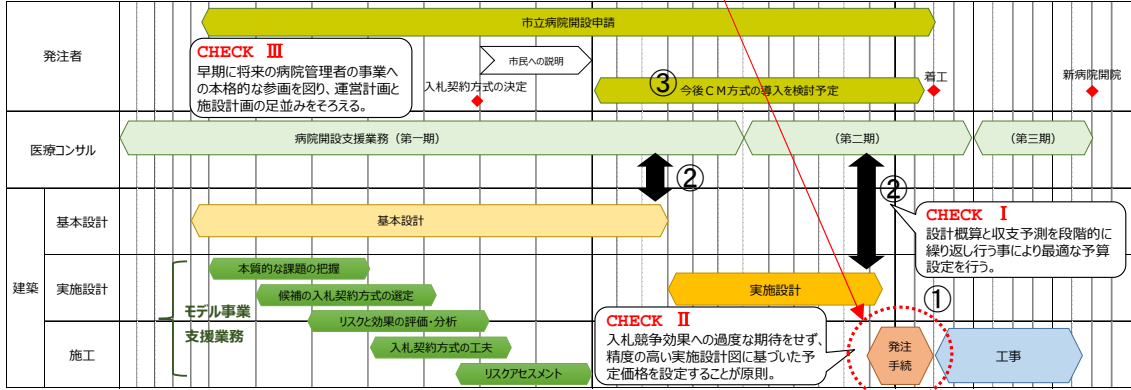 発注者
市立病院開設申請
CHECK Ⅲ
早期に将来の病院管理者の事業へ
の本格的な参画を図り、運営計画と
施設計画の足並みをそろえる。
市民への説明
入札契約方式の決定
③
今後CM方式の導入を検討予定
着工
新病院開院
医療コンサル
病院開設支援業務(第一期)
(第二期)
(第三期)
②
②
建築
基本設計
基本設計
CHECK Ⅰ
設計概算と収支予測を段階的に
繰り返し行う事により最適な予算
設定を行う。
実施設計
本質的な課題の把握
候補の入札契約方式の選定
実施設計
①
モデル事業
支援業務
リスクと効果の評価・分析
施工
入札契約方式の工夫
リスクアセスメント
CHECK Ⅱ
入札競争効果への過度な期待をせず、
精度の高い実施設計図に基づいた予
定価格を設定することが原則。
発注
手続
工事